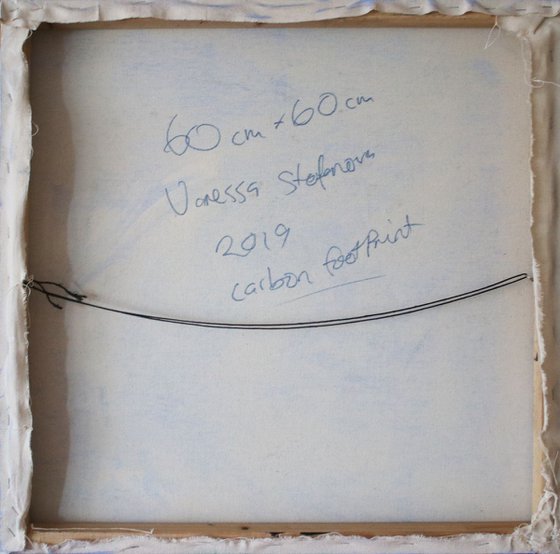 60 cm x 60 cm
Vanessa Stefanova
2019
carbon footPrint